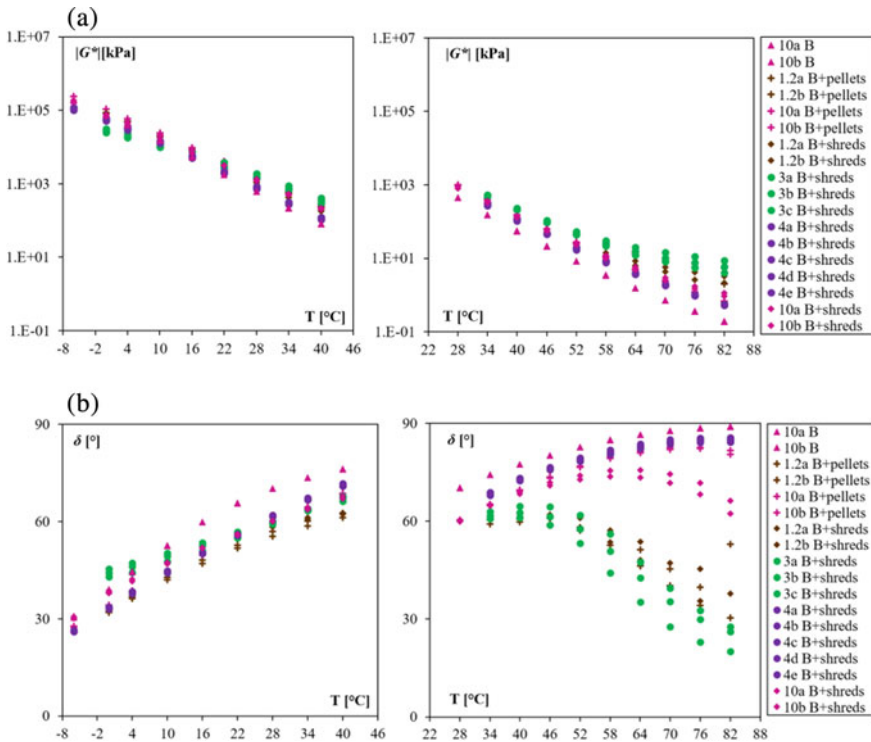 (a)
1.E+07
|G*|[kPa]
1.E+05
1.E+03
1.E+01
T [°C]
1.E-01
-8 -2 4 10 16 22 28 34 40 46
1.E+07
|G*| [kPa]
1.E+05
1.E+03
1.E+01
T [°C]
1.E-01
22 28 34 40 46 52 58 64 70 76 82 88
10a B
10b B
1.2a B+pellets
1.2b B+pellets
10a B+pellets
10b B+pellets
1.2a B+shreds
1.2b B+shreds
3a B+shreds
3b B+shreds
3c B+shreds
4a B+shreds
4b B+shreds
4c B+shreds
4d B+shreds
4e B+shreds
10a B+shreds
10b B+shreds
(b)
90
δ [°]
60
30
T [°C]
0
-8 -2 4 10 16 22 28 34 40 46
90
δ [°]
60
30
T [°C]
0
22 28 34 40 46 52 58 64 70 76 82 88
10a B
10b B
1.2a B+pellets
1.2b B+pellets
10a B+pellets
10b B+pellets
1.2a B+shreds
1.2b B+shreds
3a B+shreds
3b B+shreds
3c B+shreds
4a B+shreds
4b B+shreds
4c B+shreds
4d B+shreds
4e B+shreds
10a B+shreds
10b B+shreds